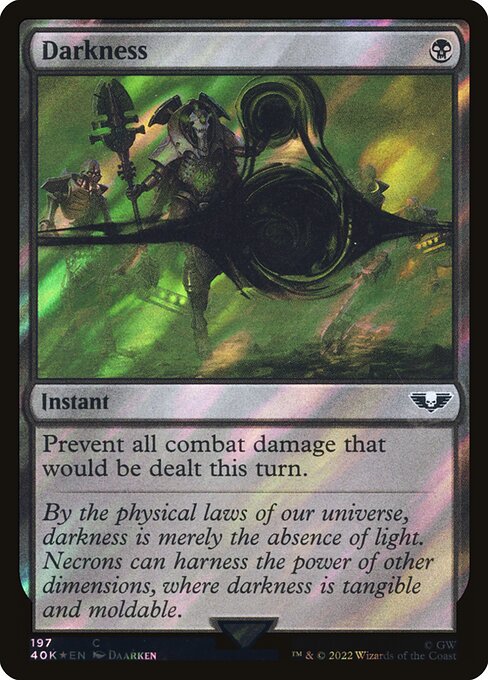 Darkness
Instant
Prevent all combat damage that
would be dealt this turn.
By the physical laws of our universe,
darkness is merely the absence of light.
Necrons can harness the power of other
dimensions, where darkness is tangible
and moldable.
197 C © GW
40K★EN DAARKEN ™ & © 2022 Wizards of the Coast